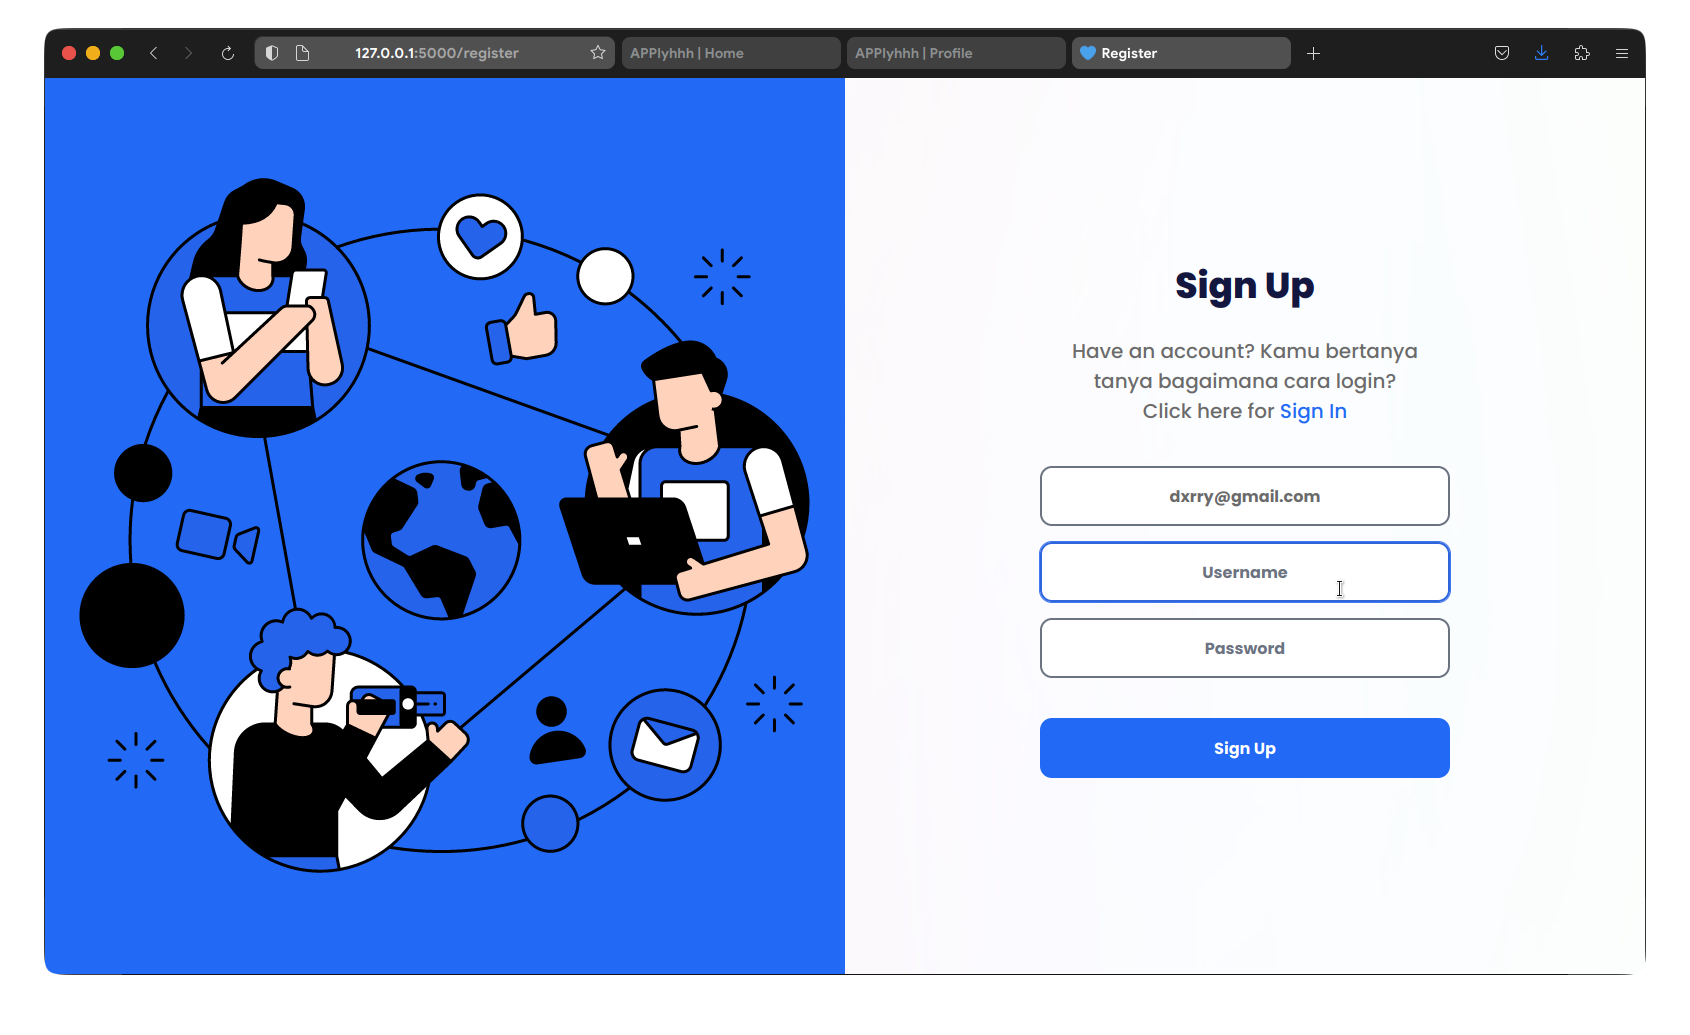 127.0.0.1:5000/register
APPlyhhh | Home
APPlyhhh | Profile
Register
Sign Up
Have an account? Kamu bertanya
tanya bagaimana cara login?
Click here for Sign In
dxrry@gmail.com
Username
Password
Sign Up